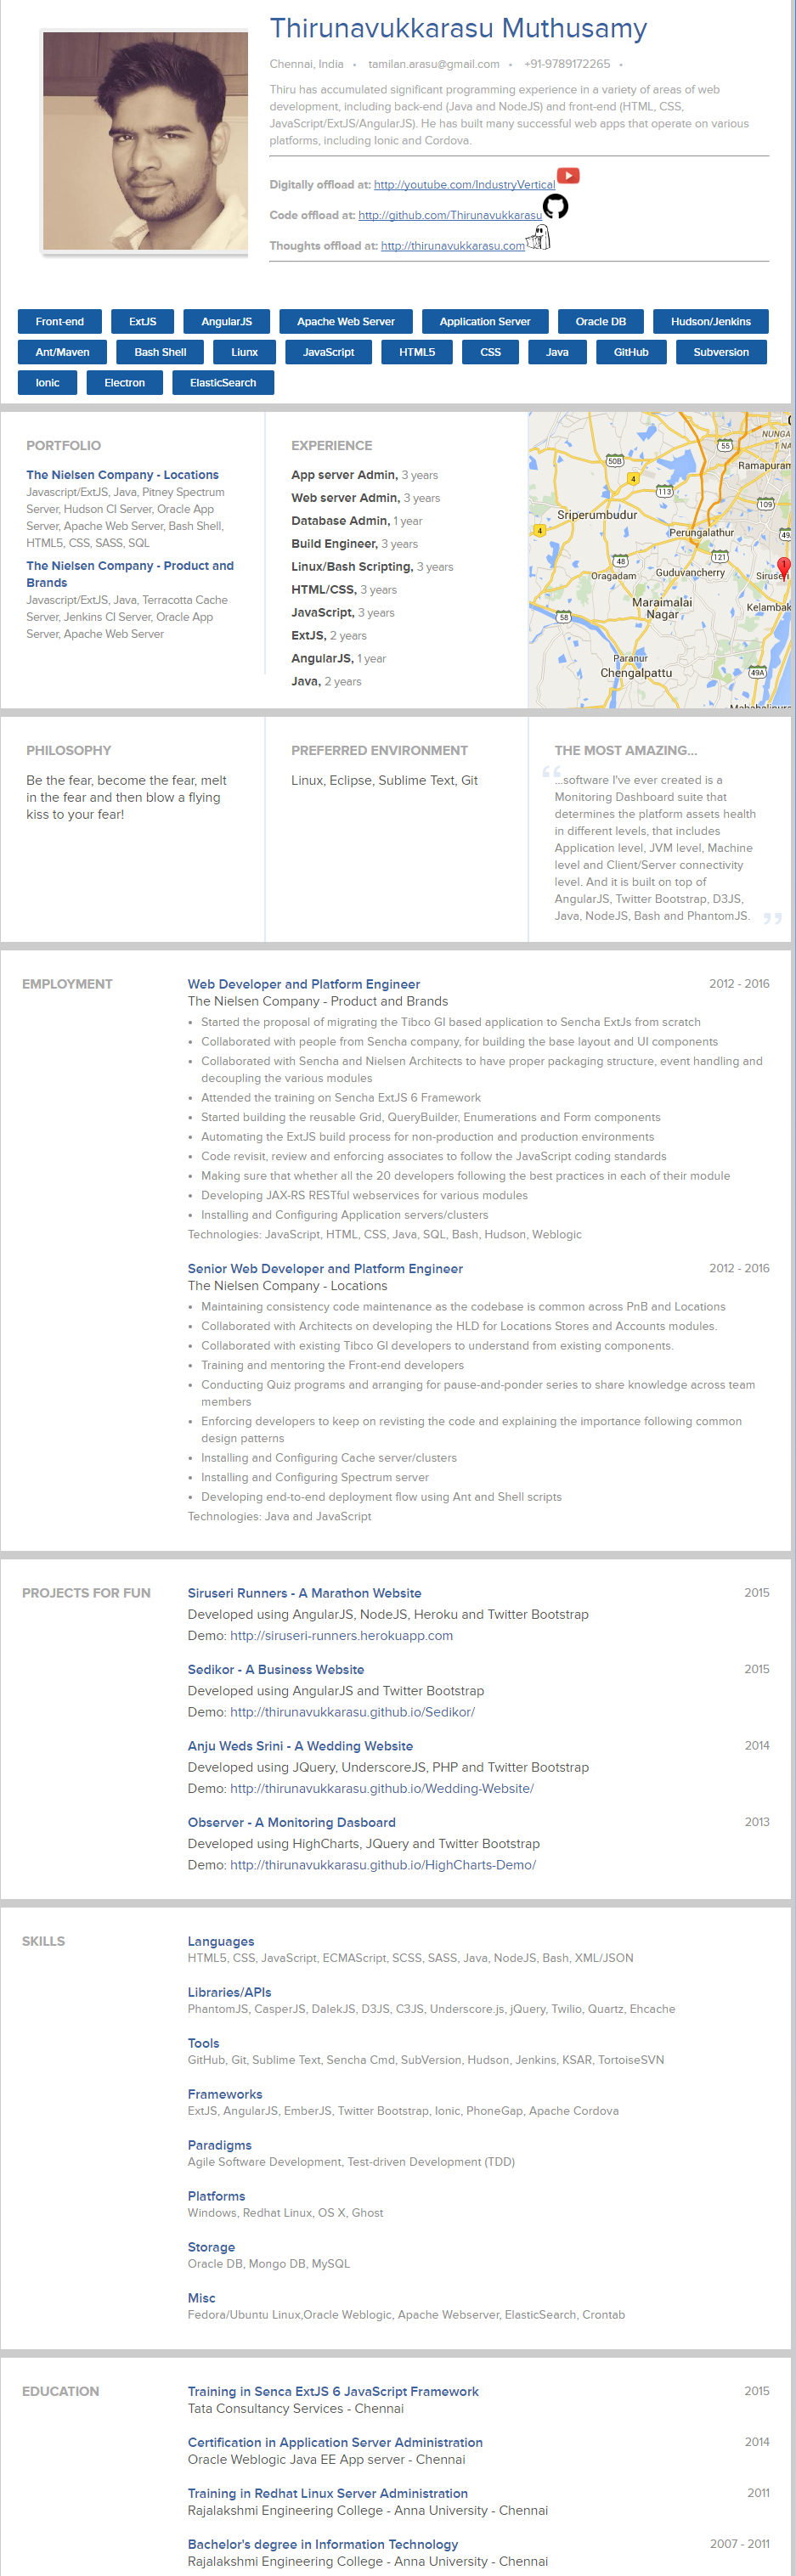 Thirunavukkarasu Muthusamy
Chennai, India • tamilan.arasu@gmail.com • +91-9789172265 •
Thiru has accumulated significant programming experience in a variety of areas of web
development, including back-end (Java and NodeJS) and front-end (HTML, CSS,
JavaScript/ExtJS/AngularJS). He has built many successful web apps that operate on various
platforms, including Ionic and Cordova.
Digitally offload at: http://youtube.com/IndustryVertical
Code offload at: http://github.com/Thirunavukkarasu
Thoughts offload at: http://thirunavukkarasu.com
Front-end ExtJS AngularJS Apache Web Server Application Server Oracle DB Hudson/Jenkins
Ant/Maven Bash Shell Liunx JavaScript HTML5 CSS Java GitHub Subversion
Ionic Electron ElasticSearch
PORTFOLIO
The Nielsen Company - Locations
Javascript/ExtJS, Java, Pitney Spectrum
Server, Hudson CI Server, Oracle App
Server, Apache Web Server, Bash Shell,
HTML5, CSS, SASS, SQL
The Nielsen Company - Product and
Brands
Javascript/ExtJS, Java, Terracotta Cache
Server, Jenkins CI Server, Oracle App
Server, Apache Web Server
EXPERIENCE
App server Admin, 3 years
Web server Admin, 3 years
Database Admin, 1 year
Build Engineer, 3 years
Linux/Bash Scripting, 3 years
HTML/CSS, 3 years
JavaScript, 3 years
ExtJS, 2 years
AngularJS, 1 year
Java, 2 years
NUNGA
55
T NA
50B
Ramapuram
4
113
109
Sriperumbudur
4
Perungalathur
49
121
48
Guduvancherry
1
Oragadam
Siruseri
Maraimalai
Nagar
Kelambak
58
Paranur
Chengalpattu
49A
Mahabalipur
PHILOSOPHY
Be the fear, become the fear, melt
in the fear and then blow a flying
kiss to your fear!
PREFERRED ENVIRONMENT
Linux, Eclipse, Sublime Text, Git
THE MOST AMAZING...
“ ...software I've ever created is a
Monitoring Dashboard suite that
determines the platform assets health
in different levels, that includes
Application level, JVM level, Machine
level and Client/Server connectivity
level. And it is built on top of
AngularJS, Twitter Bootstrap, D3JS,
Java, NodeJS, Bash and PhantomJS. ”
EMPLOYMENT
Web Developer and Platform Engineer 2012 - 2016
The Nielsen Company - Product and Brands
• Started the proposal of migrating the Tibco GI based application to Sencha ExtJs from scratch
• Collaborated with people from Sencha company, for building the base layout and UI components
• Collaborated with Sencha and Nielsen Architects to have proper packaging structure, event handling and
decoupling the various modules
• Attended the training on Sencha ExtJS 6 Framework
• Started building the reusable Grid, QueryBuilder, Enumerations and Form components
• Automating the ExtJS build process for non-production and production environments
• Code revisit, review and enforcing associates to follow the JavaScript coding standards
• Making sure that whether all the 20 developers following the best practices in each of their module
• Developing JAX-RS RESTful webservices for various modules
• Installing and Configuring Application servers/clusters
Technologies: JavaScript, HTML, CSS, Java, SQL, Bash, Hudson, Weblogic
Senior Web Developer and Platform Engineer 2012 - 2016
The Nielsen Company - Locations
• Maintaining consistency code maintenance as the codebase is common across PnB and Locations
• Collaborated with Architects on developing the HLD for Locations Stores and Accounts modules.
• Collaborated with existing Tibco GI developers to understand from existing components.
• Training and mentoring the Front-end developers
• Conducting Quiz programs and arranging for pause-and-ponder series to share knowledge across team
members
• Enforcing developers to keep on revisting the code and explaining the importance following common
design patterns
• Installing and Configuring Cache server/clusters
• Installing and Configuring Spectrum server
• Developing end-to-end deployment flow using Ant and Shell scripts
Technologies: Java and JavaScript
PROJECTS FOR FUN
Siruseri Runners - A Marathon Website 2015
Developed using AngularJS, NodeJS, Heroku and Twitter Bootstrap
Demo: http://siruseri-runners.herokuapp.com
Sedikor - A Business Website 2015
Developed using AngularJS and Twitter Bootstrap
Demo: http://thirunavukkarasu.github.io/Sedikor/
Anju Weds Srini - A Wedding Website 2014
Developed using JQuery, UnderscoreJS, PHP and Twitter Bootstrap
Demo: http://thirunavukkarasu.github.io/Wedding-Website/
Observer - A Monitoring Dasboard 2013
Developed using HighCharts, JQuery and Twitter Bootstrap
Demo: http://thirunavukkarasu.github.io/HighCharts-Demo/
SKILLS
Languages
HTML5, CSS, JavaScript, ECMAScript, SCSS, SASS, Java, NodeJS, Bash, XML/JSON
Libraries/APIs
PhantomJS, CasperJS, DalekJS, D3JS, C3JS, Underscore.js, jQuery, Twilio, Quartz, Ehcache
Tools
GitHub, Git, Sublime Text, Sencha Cmd, SubVersion, Hudson, Jenkins, KSAR, TortoiseSVN
Frameworks
ExtJS, AngularJS, EmberJS, Twitter Bootstrap, Ionic, PhoneGap, Apache Cordova
Paradigms
Agile Software Development, Test-driven Development (TDD)
Platforms
Windows, Redhat Linux, OS X, Ghost
Storage
Oracle DB, Mongo DB, MySQL
Misc
Fedora/Ubuntu Linux,Oracle Weblogic, Apache Webserver, ElasticSearch, Crontab
EDUCATION
Training in Senca ExtJS 6 JavaScript Framework 2015
Tata Consultancy Services - Chennai
Certification in Application Server Administration 2014
Oracle Weblogic Java EE App server - Chennai
Training in Redhat Linux Server Administration 2011
Rajalakshmi Engineering College - Anna University - Chennai
Bachelor's degree in Information Technology 2007 - 2011
Rajalakshmi Engineering College - Anna University - Chennai